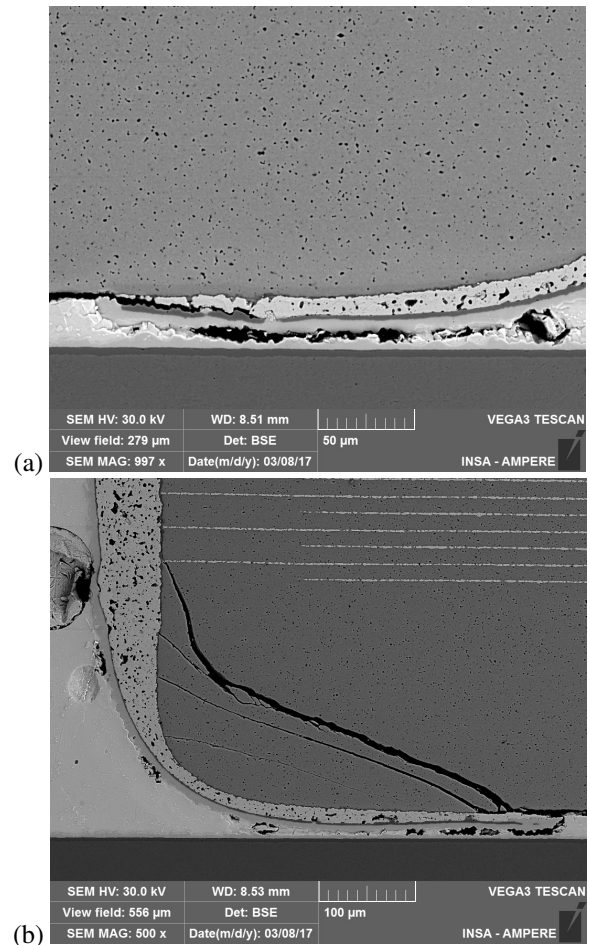 SEM HV: 30.0 kV WD: 8.51 mm VEGA3 TESCAN
View field: 279 µm Det: BSE 50 µm
SEM MAG: 997 x Date(m/d/y): 03/08/17 INSA - AMPERE
(a)
SEM HV: 30.0 kV WD: 8.53 mm VEGA3 TESCAN
View field: 556 µm Det: BSE 100 µm
SEM MAG: 500 x Date(m/d/y): 03/08/17 INSA - AMPERE
(b)